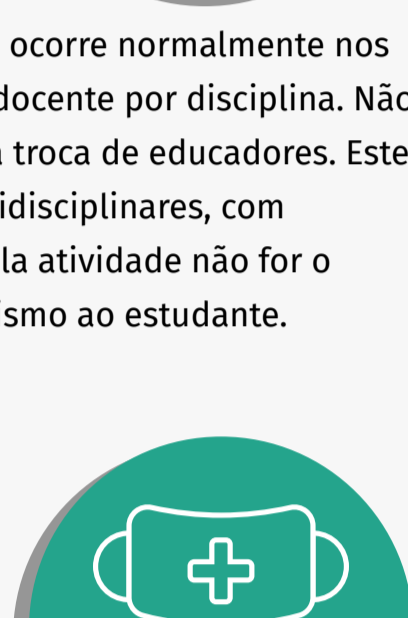 ocorre normalmente nos
docente por disciplina. Não
a troca de educadores. Este
idisciplinares, com
la atividade não for o
ismo ao estudante.